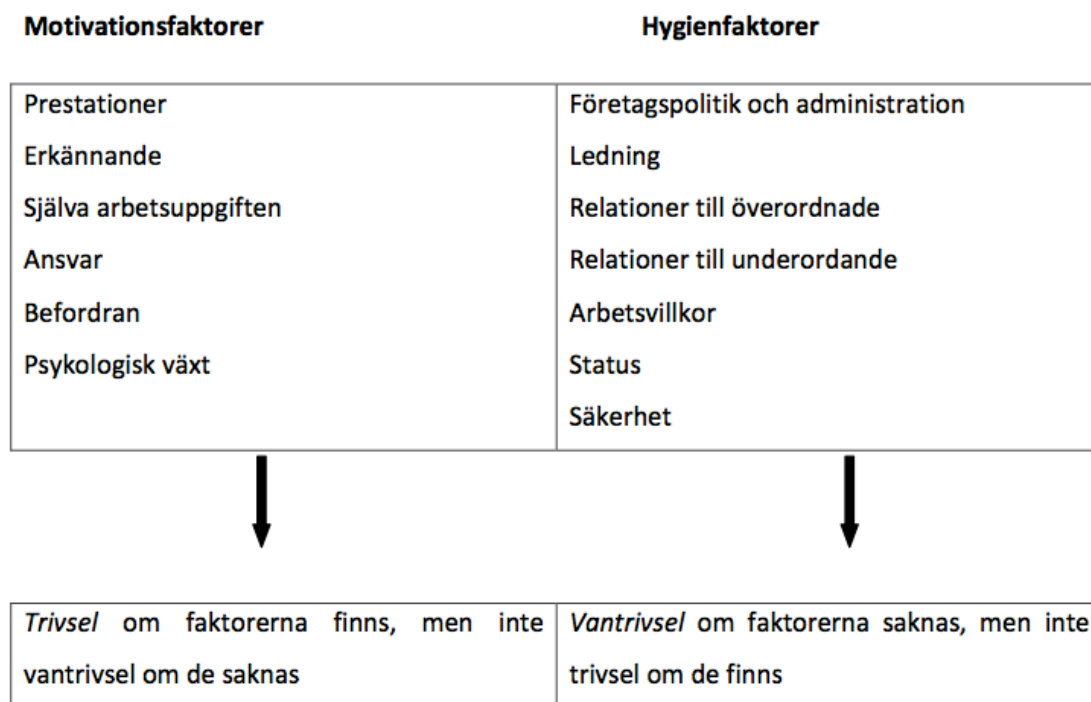 Motivationsfaktorer
Hygienfaktorer
Prestationer
Erkännande
Själva arbetsuppgiften
Ansvar
Befordran
Psykologisk växt
Företagspolitik och administration
Ledning
Relationer till överordnade
Relationer till underordande
Arbetsvillkor
Status
Säkerhet
Trivsel om faktorerna finns, men inte
vantrivsel om de saknas
Vantrivsel om faktorerna saknas, men inte
trivsel om de finns